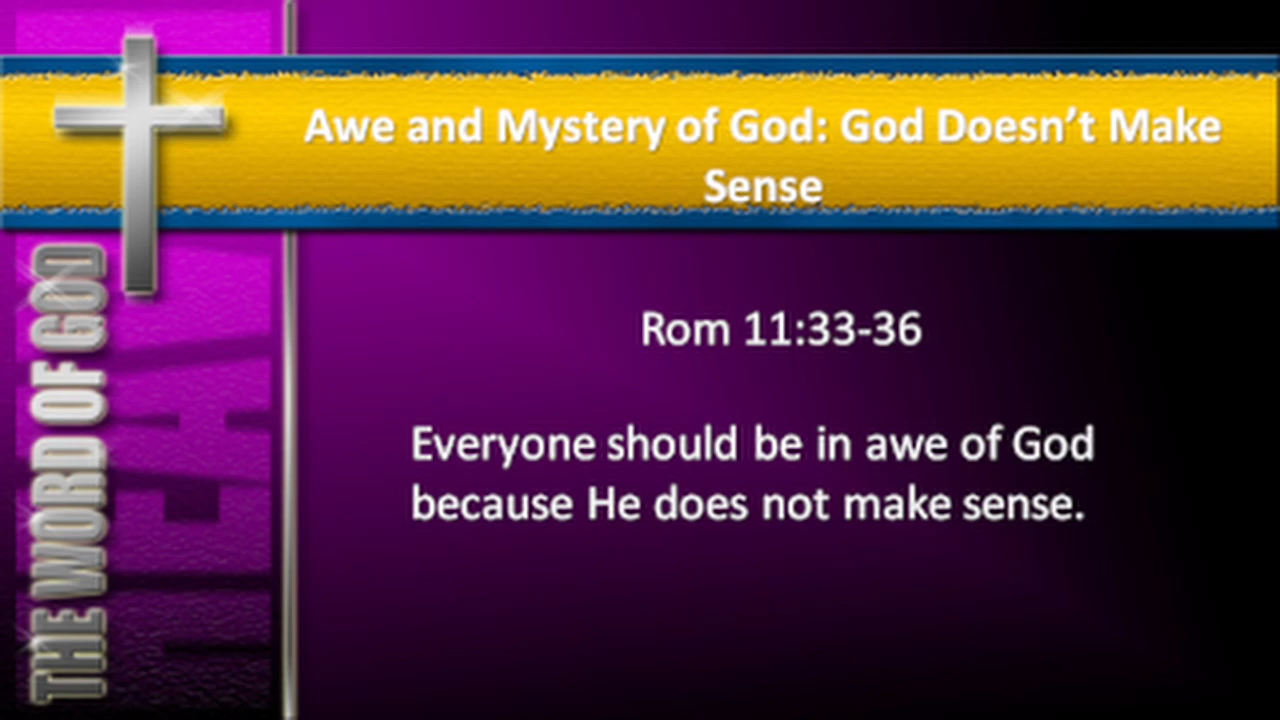 Awe and Mystery of God: God Doesn't Make
Sense
Rom 11:33-36
Everyone should be in awe of God
because He does not make sense.
THE WORD OF GOD